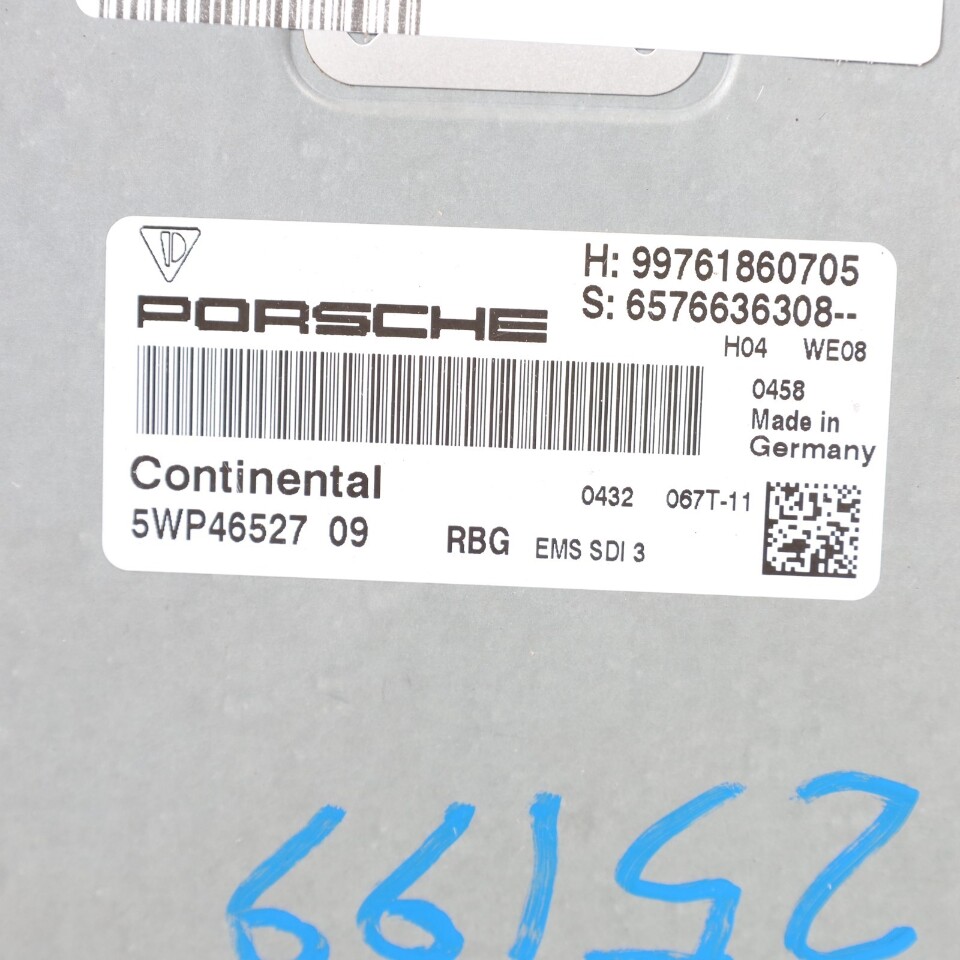 H: 99761860705
PORSCHE
S: 6576636308--
H04 WE08
0458
Made in
Germany
Continental
0432 067T-11
5WP46527 09
RBG EMS SDI 3
66152